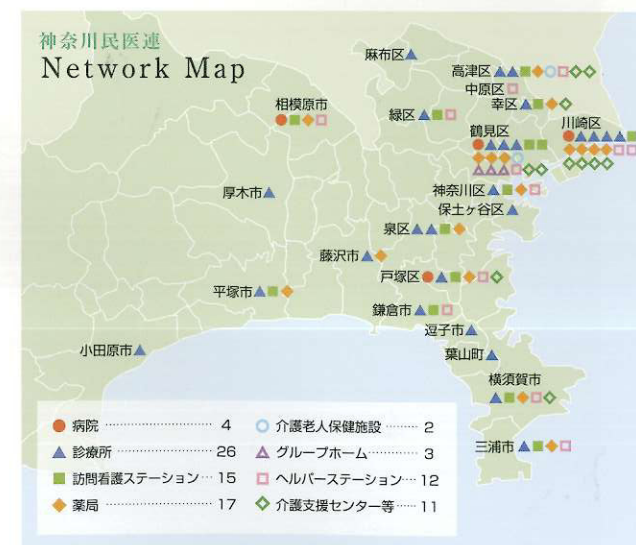 神奈川民医連
Network Map
麻布区
高津区
中原区
幸区
相模原市
緑区
川崎区
鶴見区
厚木市
神奈川区
保土ヶ谷区
泉区
藤沢市
戸塚区
平塚市
鎌倉市
逗子市
小田原市
葉山町
横須賀市
三浦市
病院 ………………… 4
診療所 ……………… 26
訪問看護ステーション … 15
薬局 ………………… 17
介護老人保健施設 …… 2
グループホーム ……… 3
ヘルパーステーション … 12
介護支援センター等 …… 11